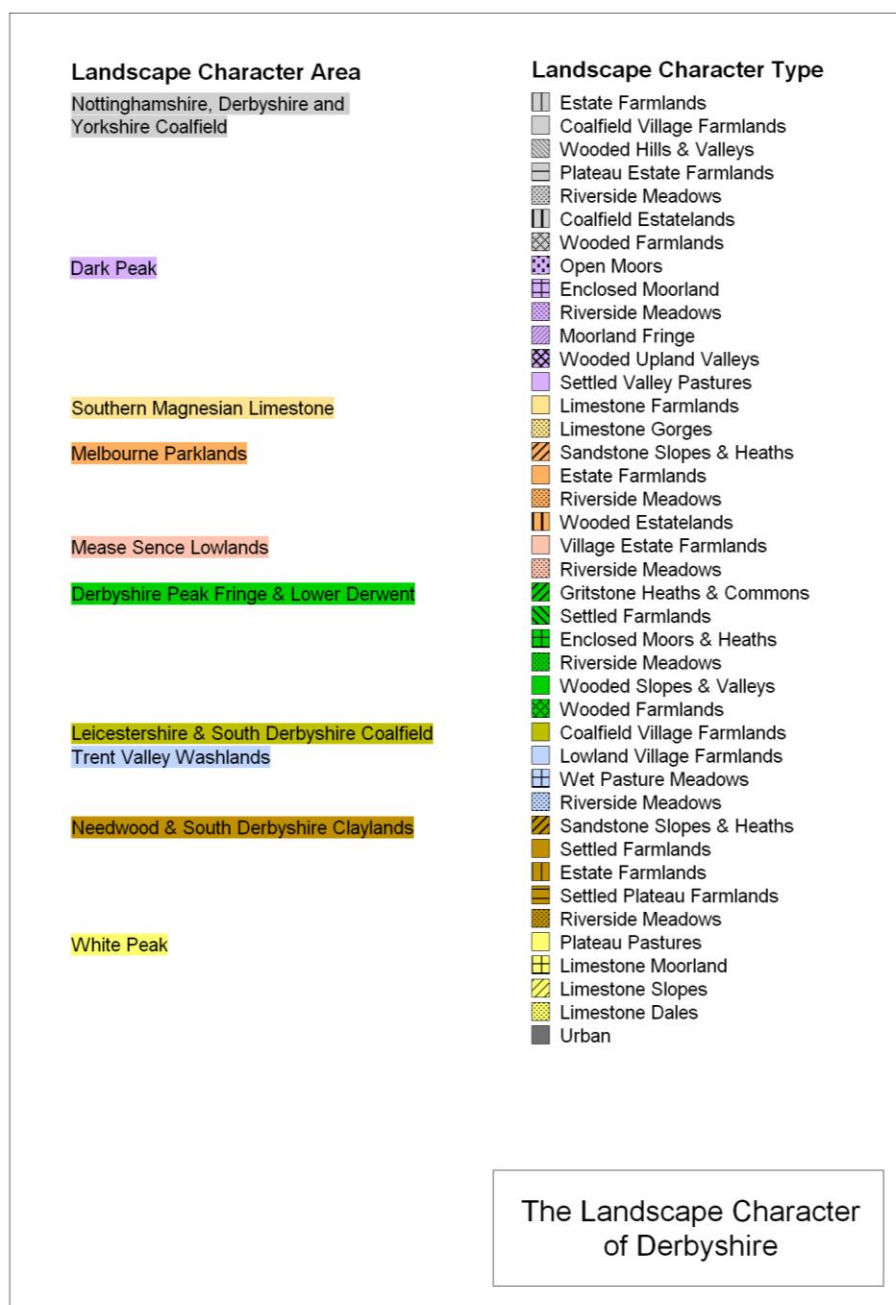 Landscape Character Area
Nottinghamshire, Derbyshire and
Yorkshire Coalfield
Dark Peak
Southern Magnesian Limestone
Melbourne Parklands
Mease Sence Lowlands
Derbyshire Peak Fringe & Lower Derwent
Leicestershire & South Derbyshire Coalfield
Trent Valley Washlands
Needwood & South Derbyshire Claylands
White Peak
Landscape Character Type
Estate Farmlands
Coalfield Village Farmlands
Wooded Hills & Valleys
Plateau Estate Farmlands
Riverside Meadows
Coalfield Estatelands
Wooded Farmlands
Open Moors
Enclosed Moorland
Riverside Meadows
Moorland Fringe
Wooded Upland Valleys
Settled Valley Pastures
Limestone Farmlands
Limestone Gorges
Sandstone Slopes & Heaths
Estate Farmlands
Riverside Meadows
Wooded Estatelands
Village Estate Farmlands
Riverside Meadows
Gritstone Heaths & Commons
Settled Farmlands
Enclosed Moors & Heaths
Riverside Meadows
Wooded Slopes & Valleys
Wooded Farmlands
Coalfield Village Farmlands
Lowland Village Farmlands
Wet Pasture Meadows
Riverside Meadows
Sandstone Slopes & Heaths
Settled Farmlands
Estate Farmlands
Settled Plateau Farmlands
Riverside Meadows
Plateau Pastures
Limestone Moorland
Limestone Slopes
Limestone Dales
Urban
The Landscape Character
of Derbyshire